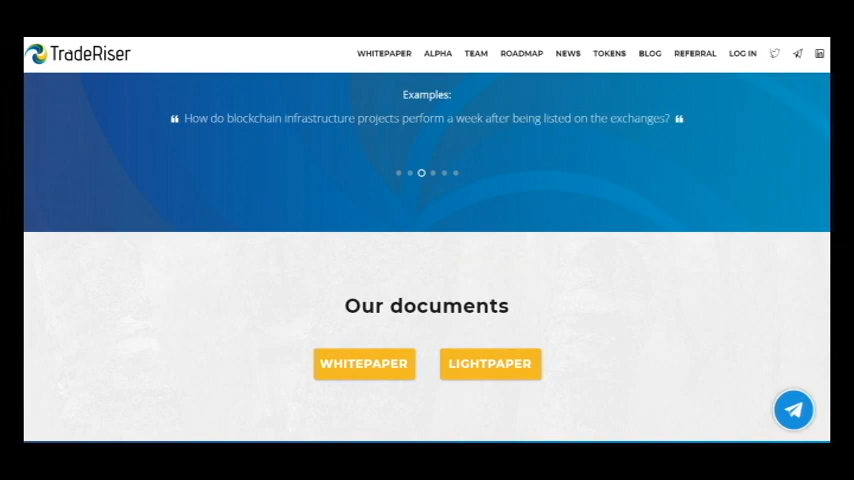 TradeRiser
WHITEPAPER ALPHA TEAM ROADMAP NEWS TOKENS BLOG REFERRAL LOG IN
Examples:
❝ How do blockchain infrastructure projects perform a week after being listed on the exchanges? ❞
Our documents
WHITEPAPER LIGHTPAPER